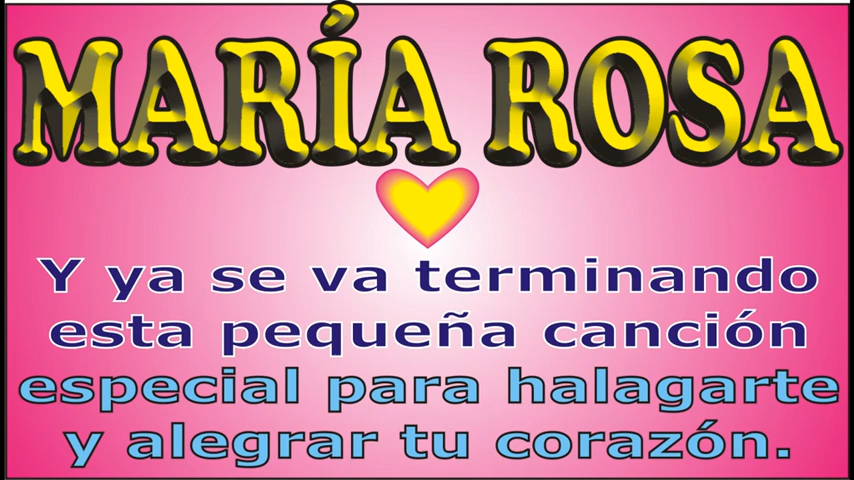 MARÍA ROSA
Y ya se va terminando
esta pequeña canción
especial para halagarte
y alegrar tu corazón.